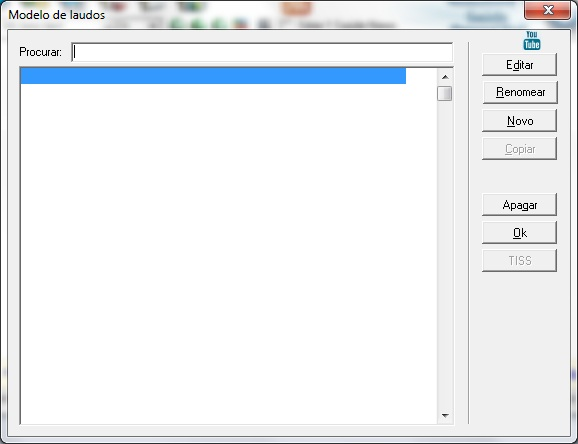 Modelo de laudos
Procurar:
You
Tube
Editar
Renomear
Novo
Copiar
Apagar
Ok
TISS